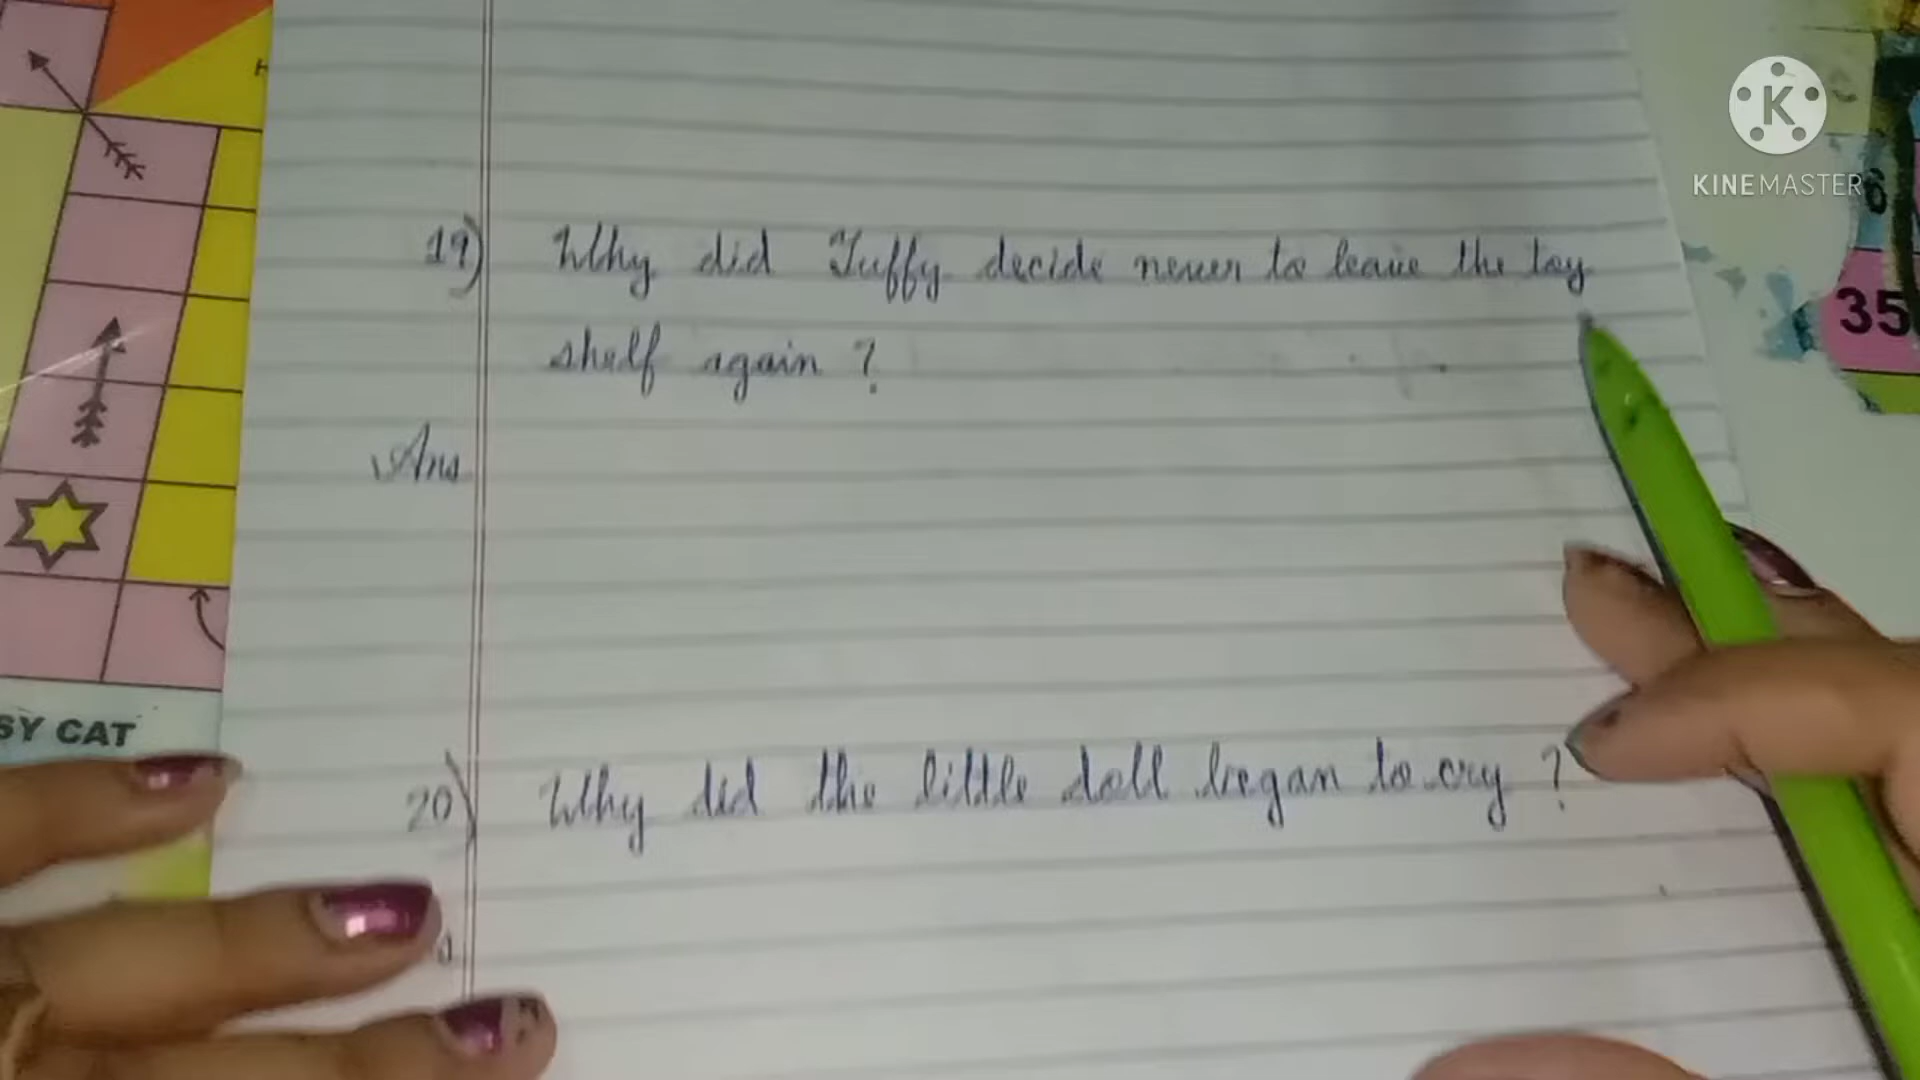 KINEMASTER
6
35
19) Why did Tuffy decide never to leave the toy
shelf again ?
Ans
SY CAT
20) Why did the little doll began to cry ?